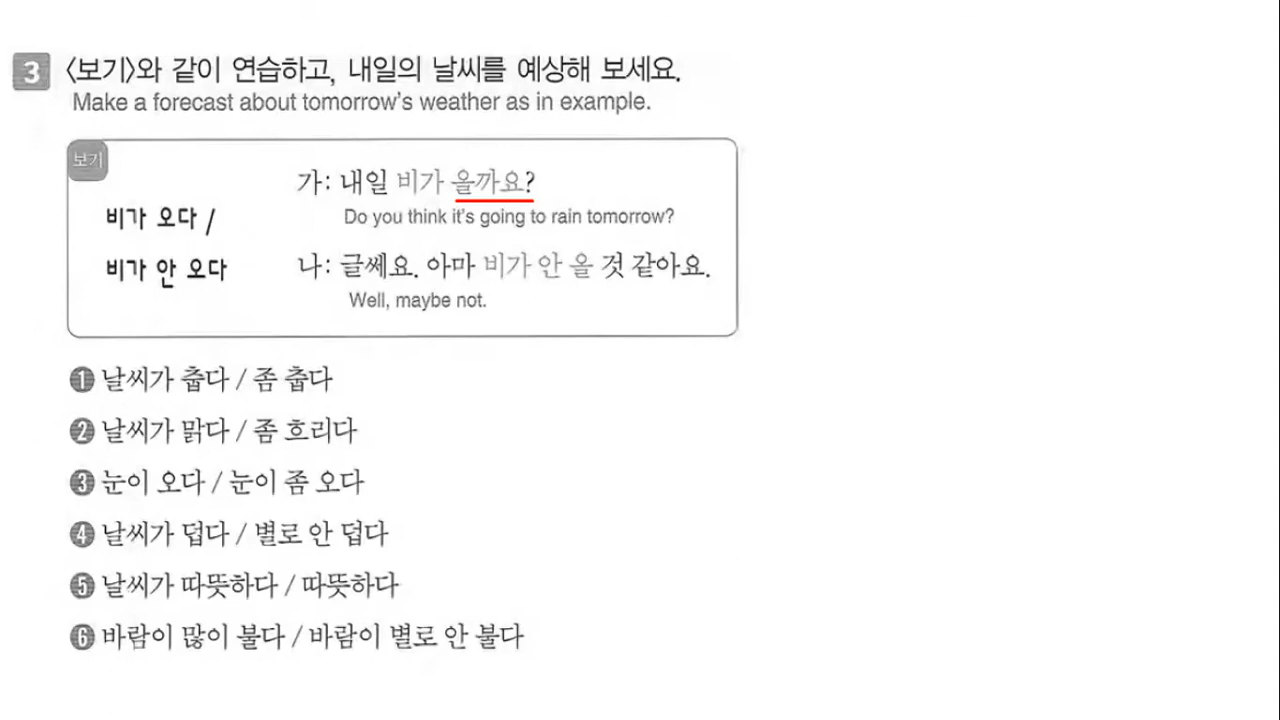 3 〈보기〉와 같이 연습하고, 내일의 날씨를 예상해 보세요.
Make a forecast about tomorrow's weather as in example.
보기
가: 내일 비가 올까요?
비가 오다 /
Do you think it's going to rain tomorrow?
비가 안 오다
나: 글쎄요. 아마 비가 안 올 것 같아요.
Well, maybe not.
❶ 날씨가 춥다 / 좀 춥다
❷ 날씨가 맑다 / 좀 흐리다
❸ 눈이 오다 / 눈이 좀 오다
❹ 날씨가 덥다 / 별로 안 덥다
❺ 날씨가 따뜻하다 / 따뜻하다
❻ 바람이 많이 불다 / 바람이 별로 안 불다